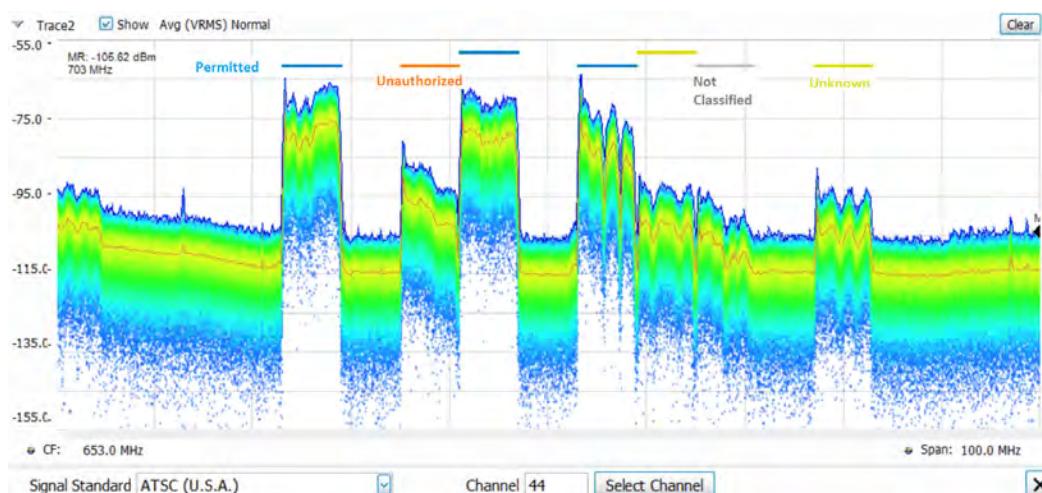 Trace2 Show Avg (VRMS) Normal Clear
-55.0
MR: -106.62 dBm
703 MHz
Permitted
Unauthorized
Not
Classified
Unknown
-75.0
-95.0
M
-115.0
-135.0
-155.0
CF: 653.0 MHz Span: 100.0 MHz
Signal Standard ATSC (U.S.A.) Channel 44 Select Channel X